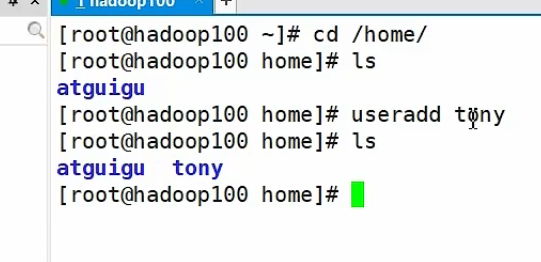 1 hadoop100
[root@hadoop100 ~]# cd /home/
[root@hadoop100 home]# ls
atguigu
[root@hadoop100 home]# useradd tony
[root@hadoop100 home]# ls
atguigu  tony
[root@hadoop100 home]#